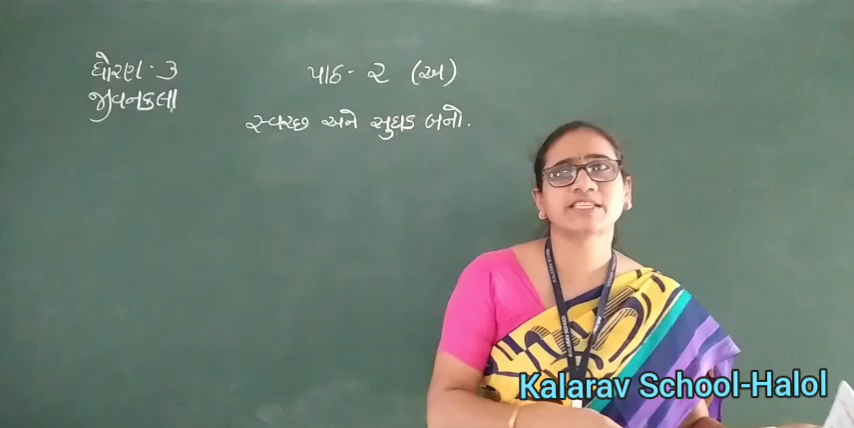 ધોરણ - ૩
જીવનકલા
પાઠ - ૨ (અ)
સ્વચ્છ અને સુઘડ બનો.
Kalarav School-Halol